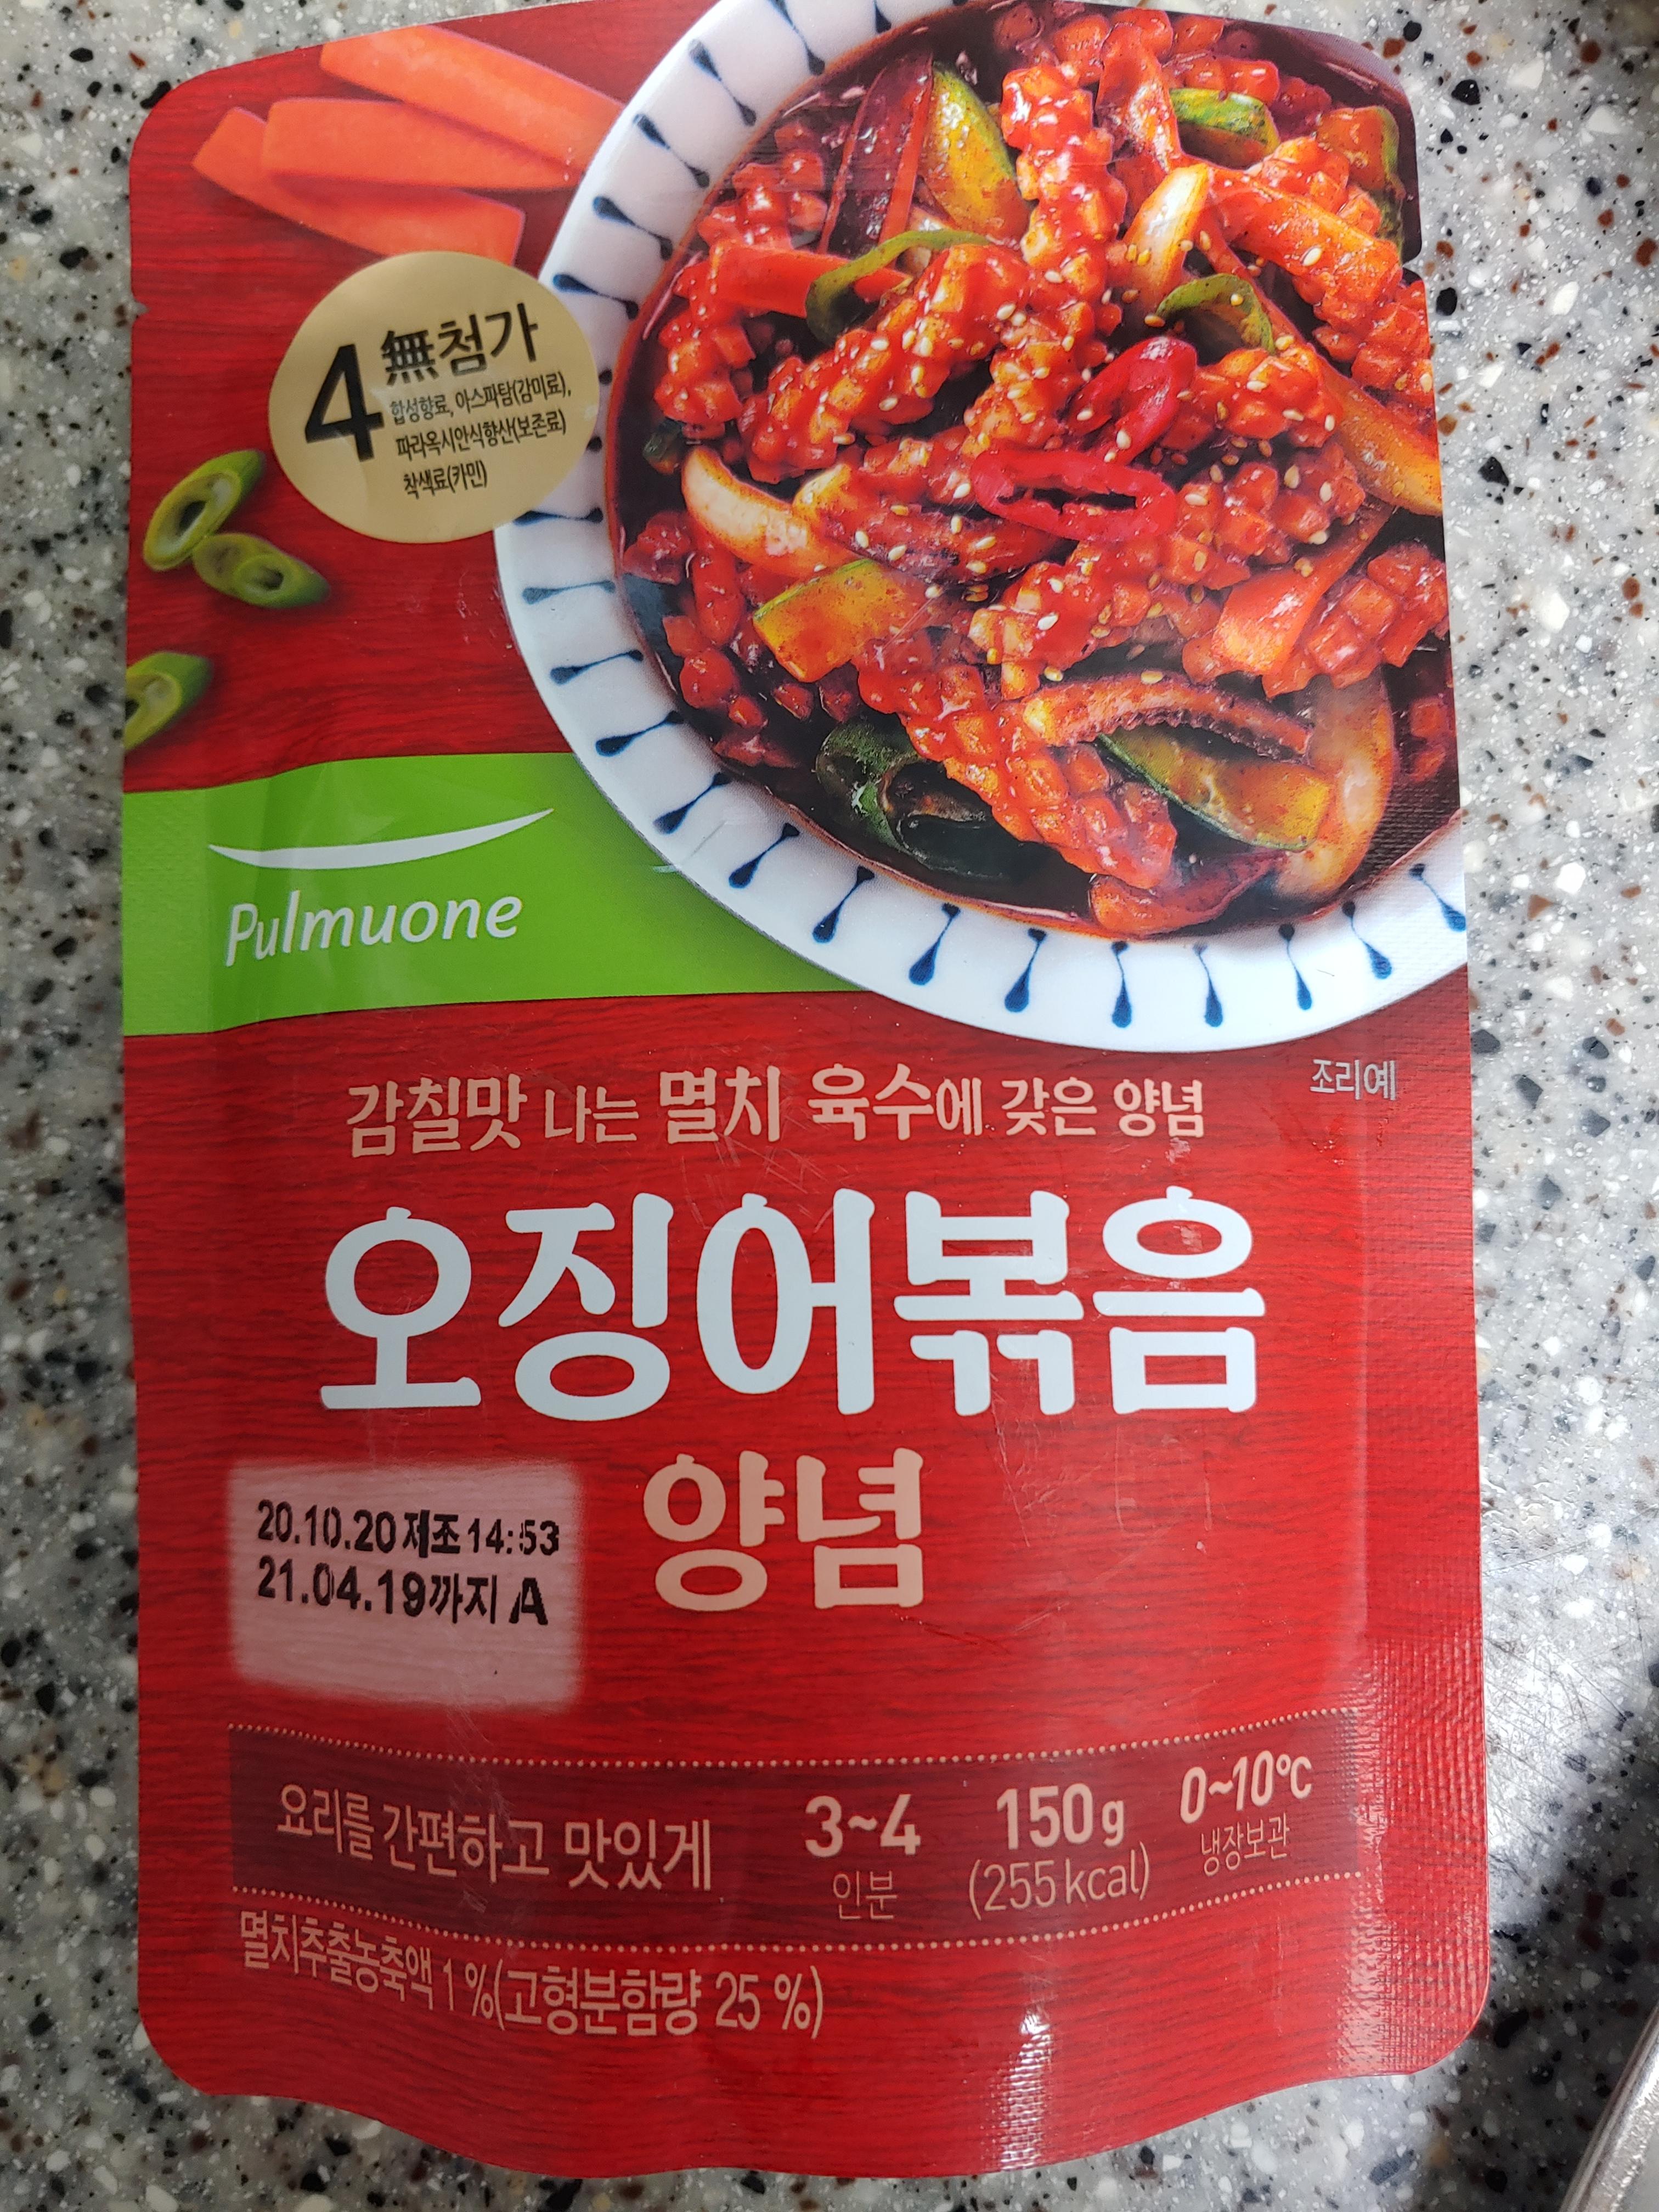 4 無첨가
합성향료, 아스파탐(감미료),
파라옥시안식향산(보존료)
착색료(카민)
Pulmuone
조리예
감칠맛 나는 멸치 육수에 갖은 양념
오징어볶음
양념
20.10.20 제조 14:53
21.04.19까지 A
요리를 간편하고 맛있게
3~4
인분
150g
(255 kcal)
0~10℃
냉장보관
멸치추출농축액 1 %(고형분함량 25 %)